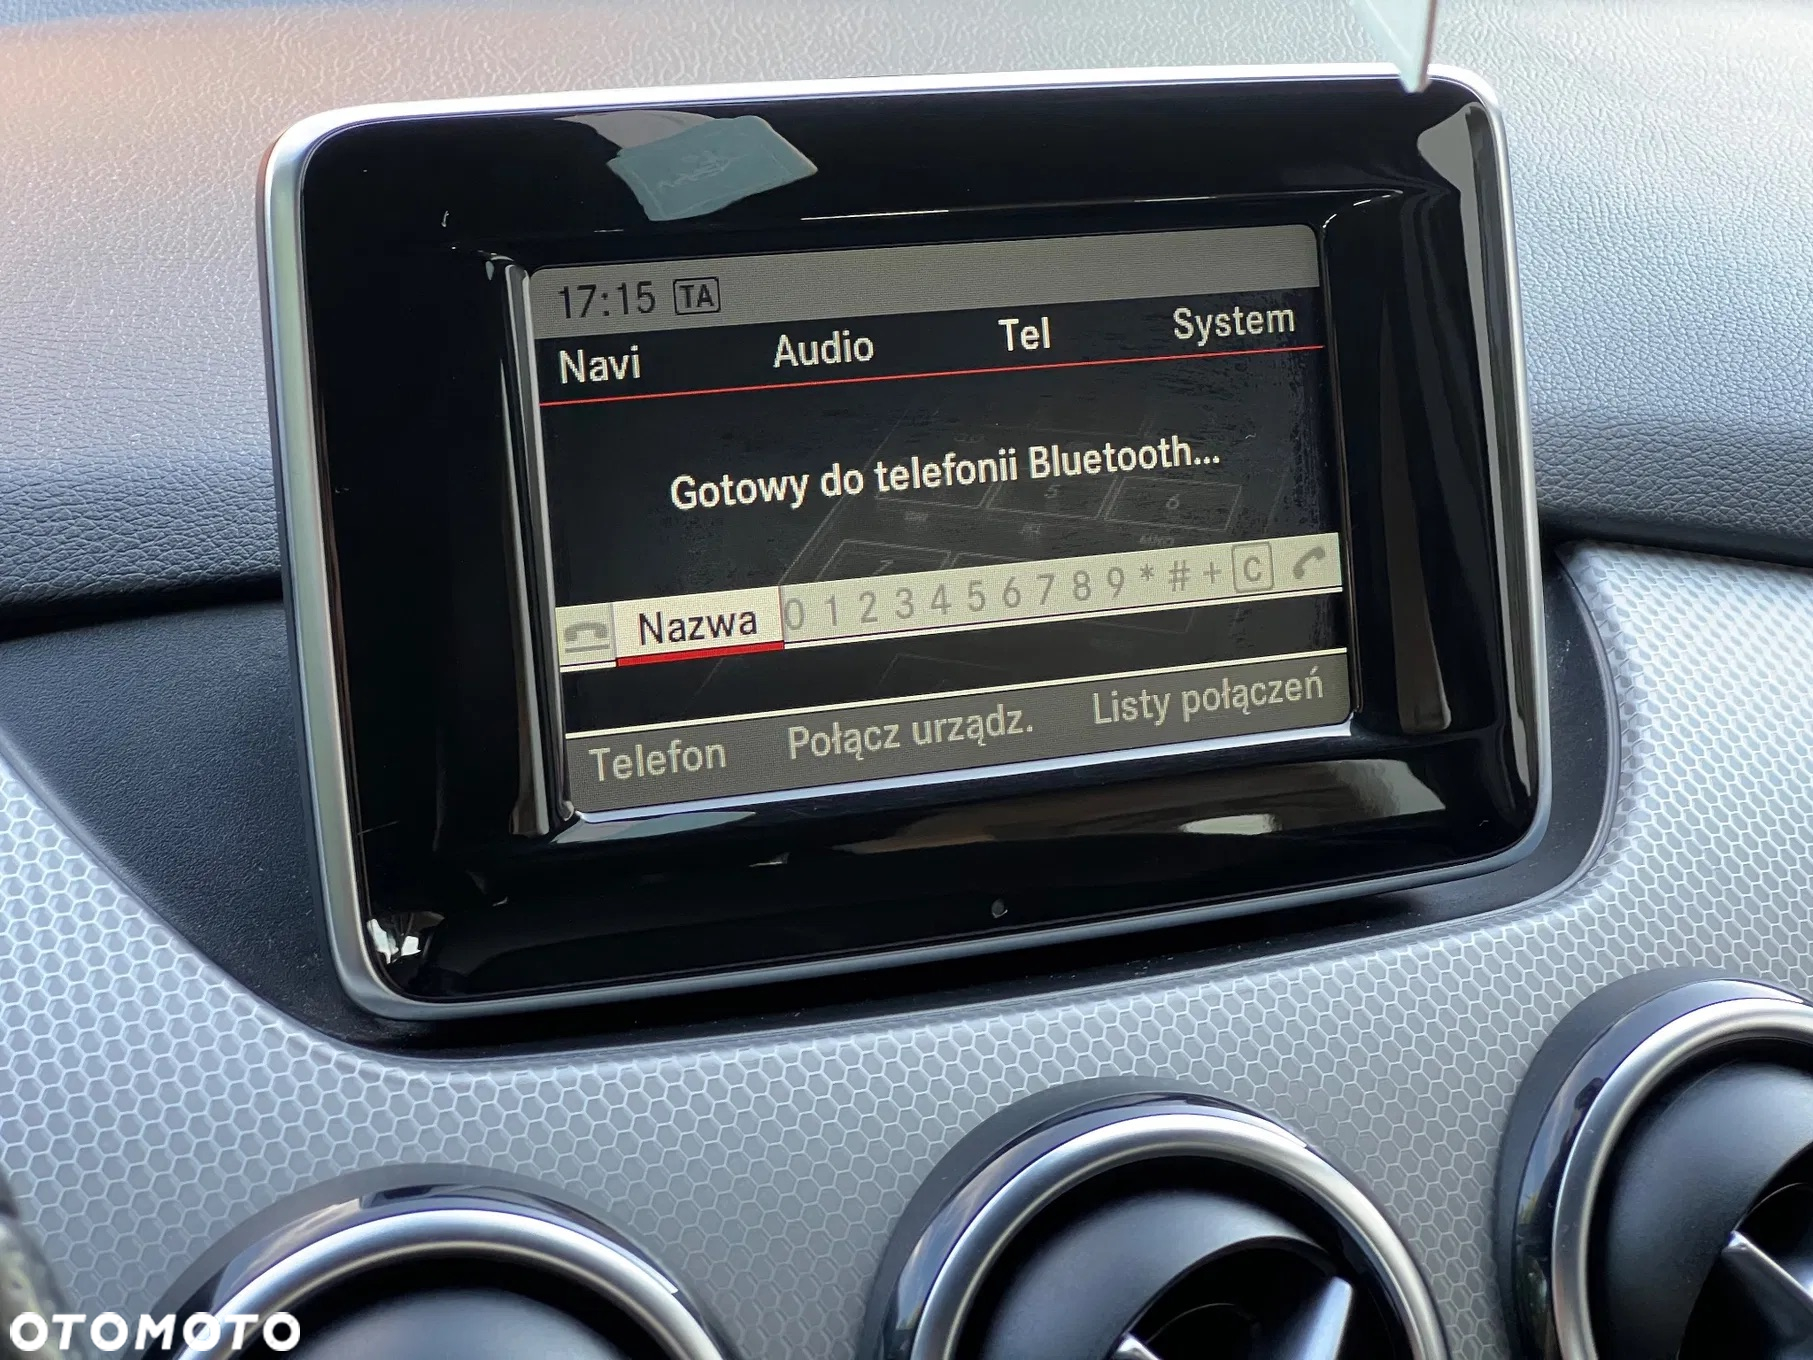 17:15 TA
Navi Audio Tel System
Gotowy do telefonii Bluetooth...
Nazwa 0 1 2 3 4 5 6 7 8 9 * # + C
Telefon Połącz urządz. Listy połączeń
OTOMOTO